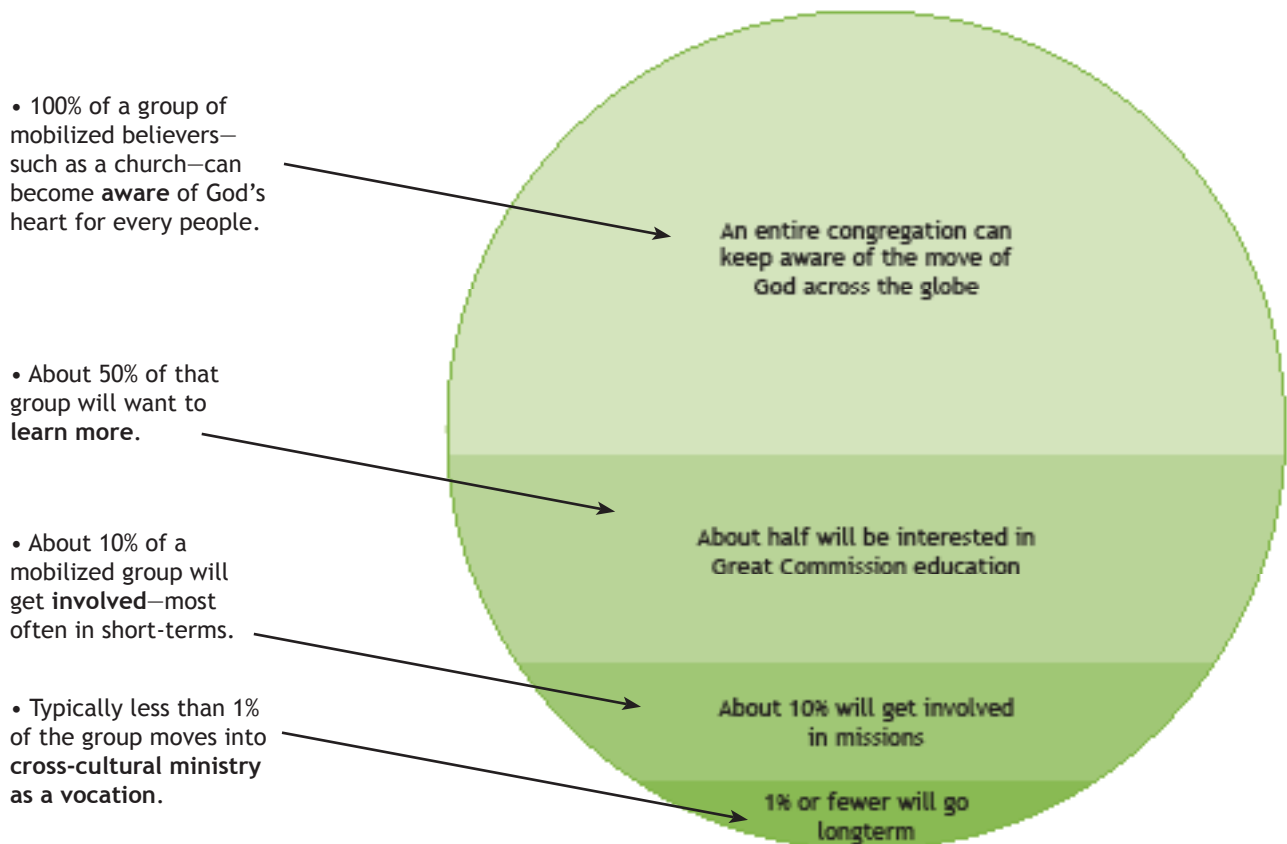 • 100% of a group of
mobilized believers—
such as a church—can
become aware of God’s
heart for every people.
An entire congregation can
keep aware of the move of
God across the globe
• About 50% of that
group will want to
learn more.
About half will be interested in
Great Commission education
• About 10% of a
mobilized group will
get involved—most
often in short-terms.
About 10% will get involved
in missions
• Typically less than 1%
of the group moves into
cross-cultural ministry
as a vocation.
1% or fewer will go
longterm